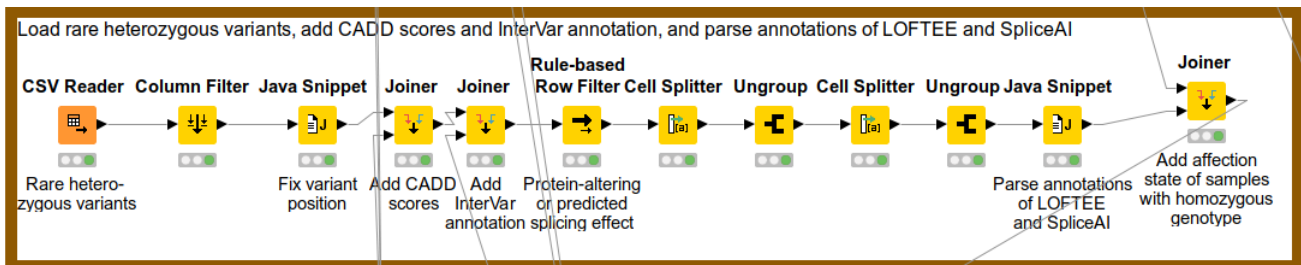 Load rare heterozygous variants, add CADD scores and InterVar annotation, and parse annotations of LOFTEE and SpliceAI
CSV Reader
Column Filter
Java Snippet
Joiner
Joiner
Rule-based
Row Filter
Cell Splitter
Ungroup
Cell Splitter
Ungroup
Java Snippet
Joiner
J
[a]
[a]
J
Rare hetero-
zygous variants
Fix variant
position
Add CADD
scores
Add
InterVar
annotation
Protein-altering
or predicted
splicing effect
Parse annotations
of LOFTEE
and SpliceAI
Add affection
state of samples
with homozygous
genotype